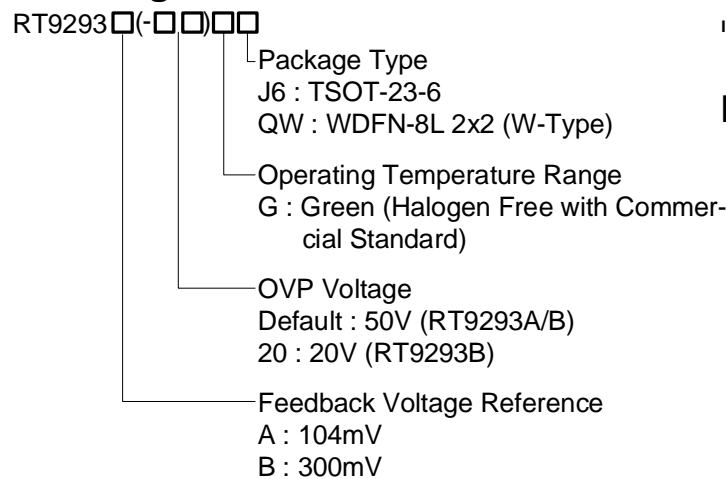 RT9293□(-□□)□□
Package Type
J6 : TSOT-23-6
QW : WDFN-8L 2x2 (W-Type)
Operating Temperature Range
G : Green (Halogen Free with Commer-
cial Standard)
OVP Voltage
Default : 50V (RT9293A/B)
20 : 20V (RT9293B)
Feedback Voltage Reference
A : 104mV
B : 300mV